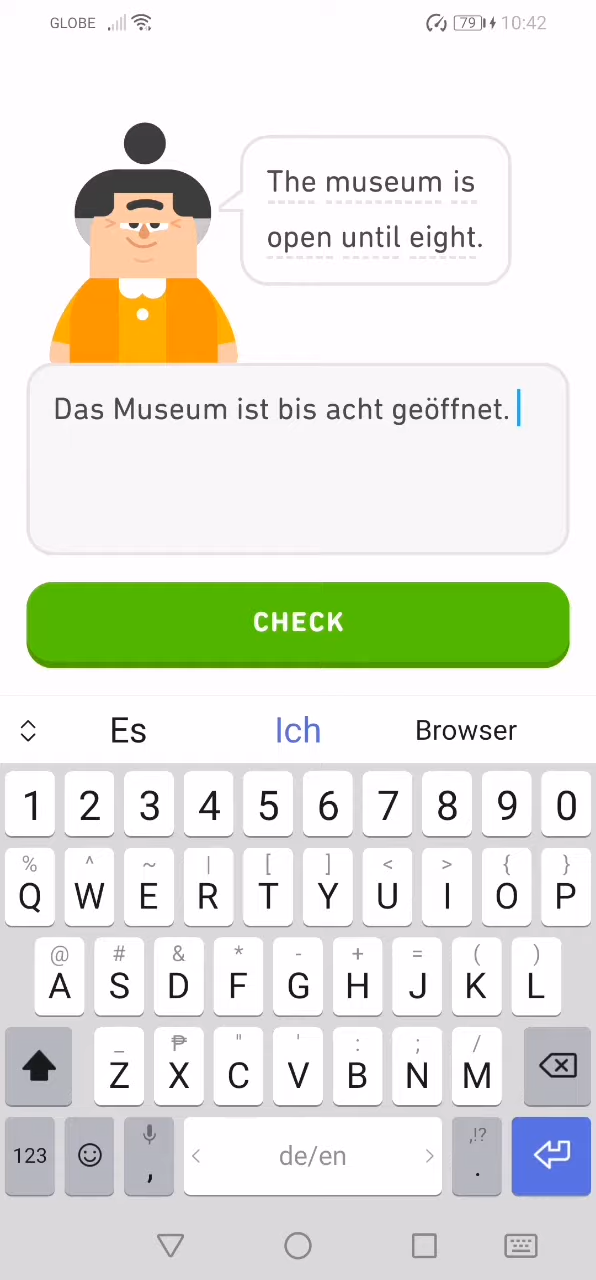 GLOBE 79 10:42
The museum is
open until eight.
Das Museum ist bis acht geöffnet.
CHECK
Es Ich Browser
1 2 3 4 5 6 7 8 9 0
% ^ ~ | [ ] < > { }
Q W E R T Y U I O P
@ # & * - + = ( )
A S D F G H J K L
_ ₱ " ' : ; /
Z X C V B N M
123 , < de/en > ,!? .